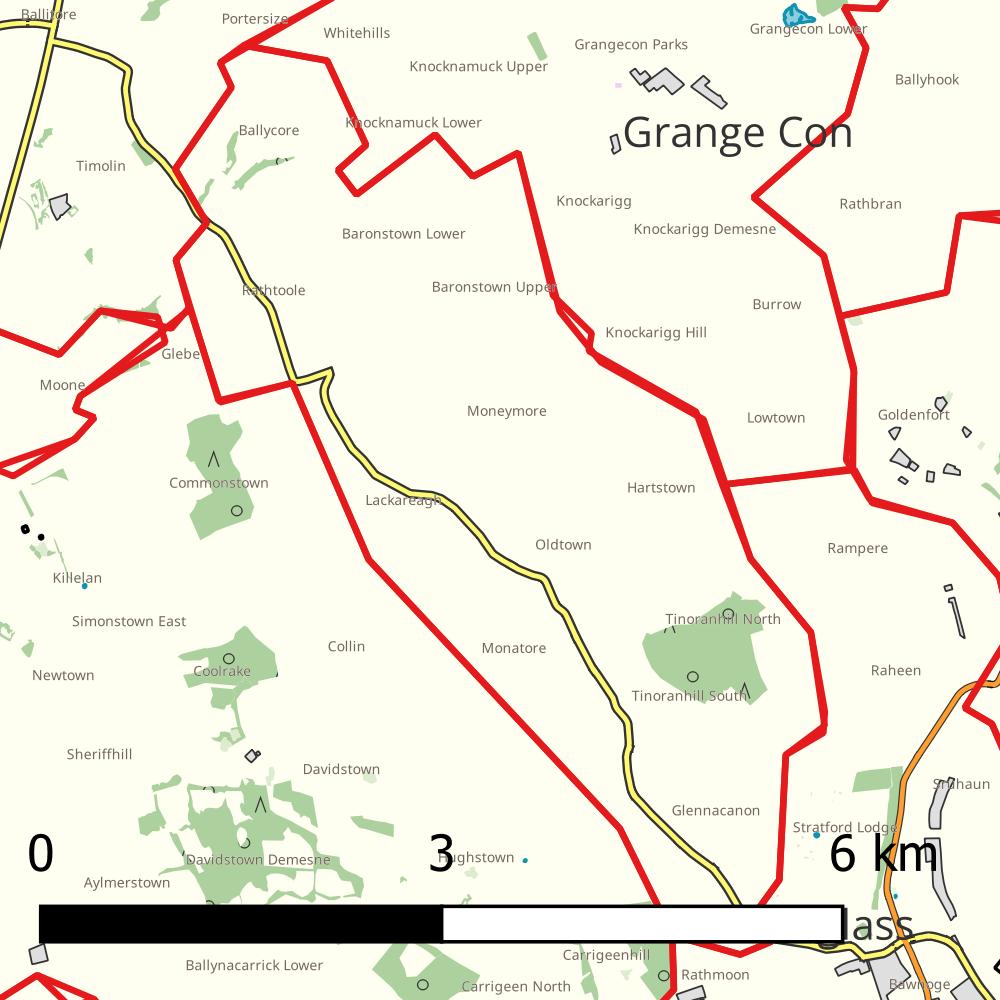 Ballitore
Portersize
Whitehills
Grangecon Parks
Grangecon Lower
Knocknamuck Upper
Ballyhook
Knocknamuck Lower
Ballycore
Grange Con
Timolin
Knockarigg
Rathbran
Baronstown Lower
Knockarigg Demesne
Rathtoole
Baronstown Upper
Burrow
Knockarigg Hill
Glebe
Moone
Moneymore
Lowtown
Goldenfort
Commonstown
Hartstown
Lackareagh
Oldtown
Rampere
Killelan
Simonstown East
Tinoranhill North
Collin
Monatore
Coolrake
Newtown
Raheen
Tinoranhill South
Sheriffhill
Davidstown
Glennacanon
Stratford Lodge
Davidstown Demesne
Aylmerstown
0
3
6 km
Ballynacarrick Lower
Carrigeenhill
Rathmoon
Carrigeen North
Bawnoge